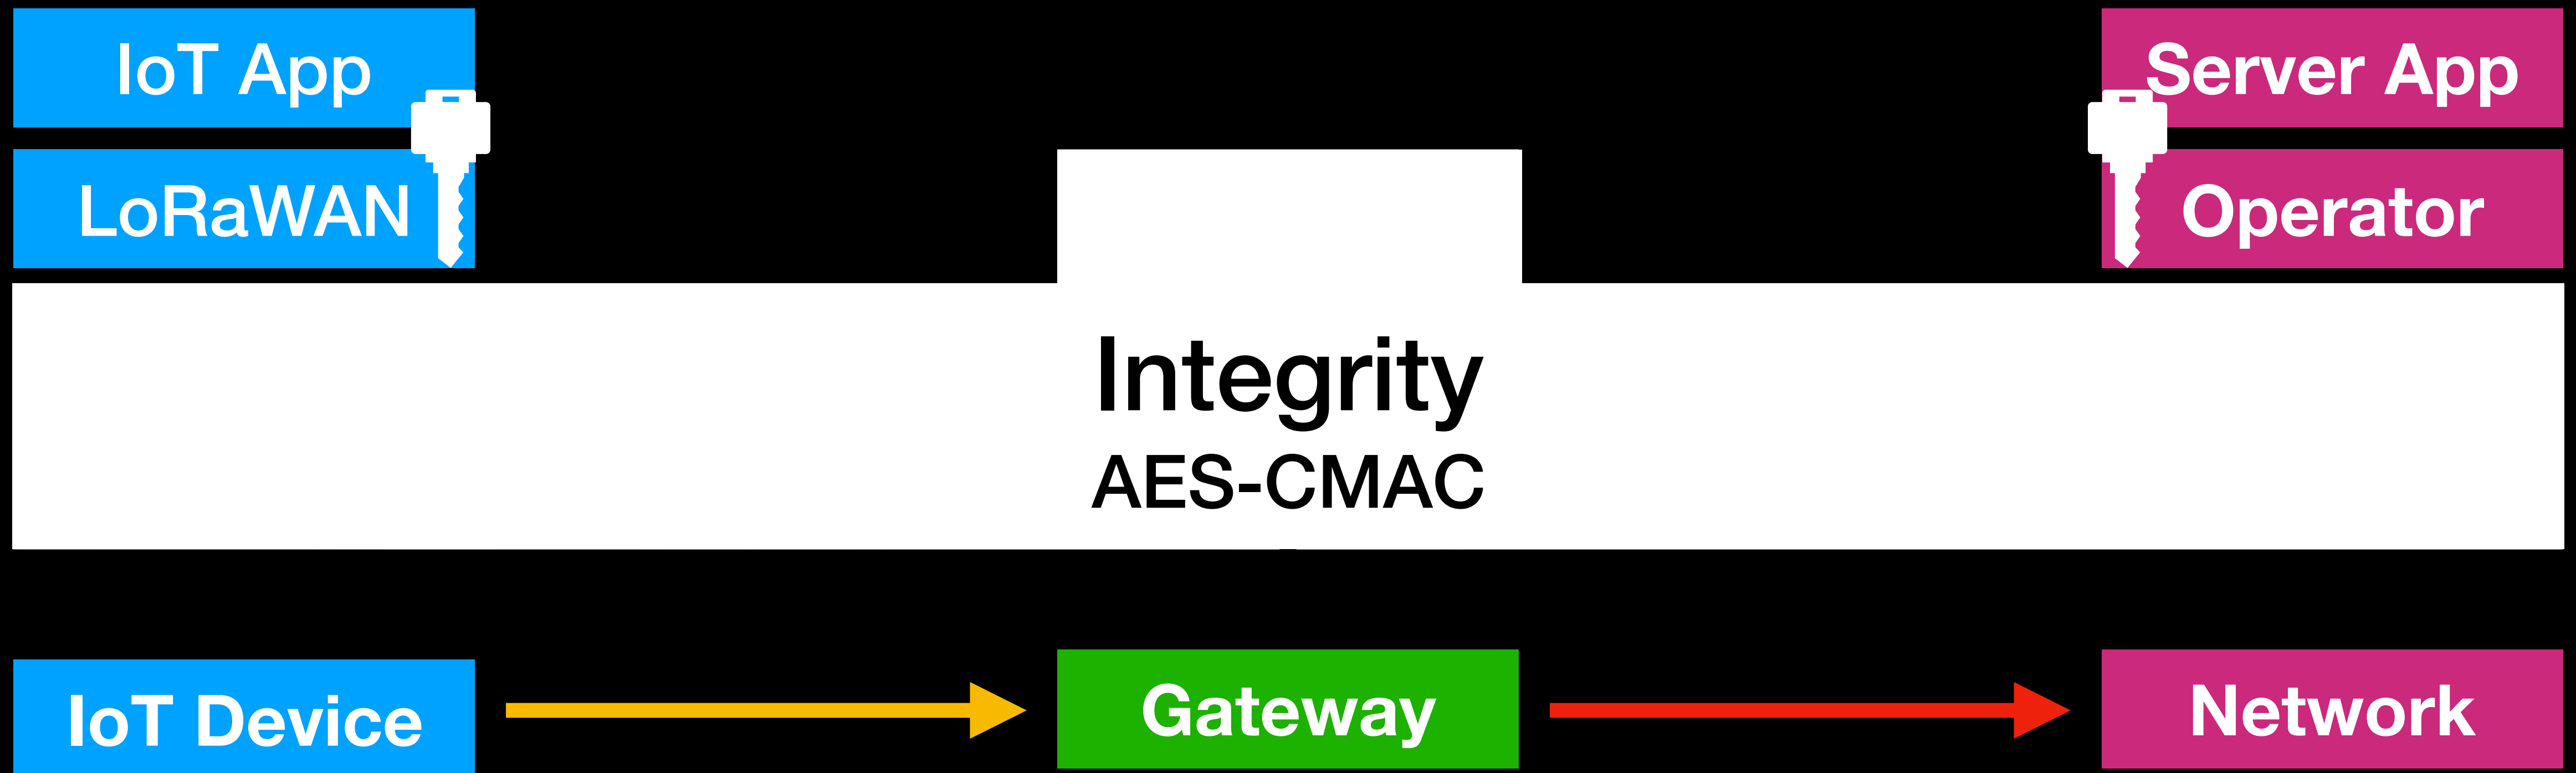 IoT App
Server App
LoRaWAN
Operator
Integrity
AES-CMAC
IoT Device
Gateway
Network